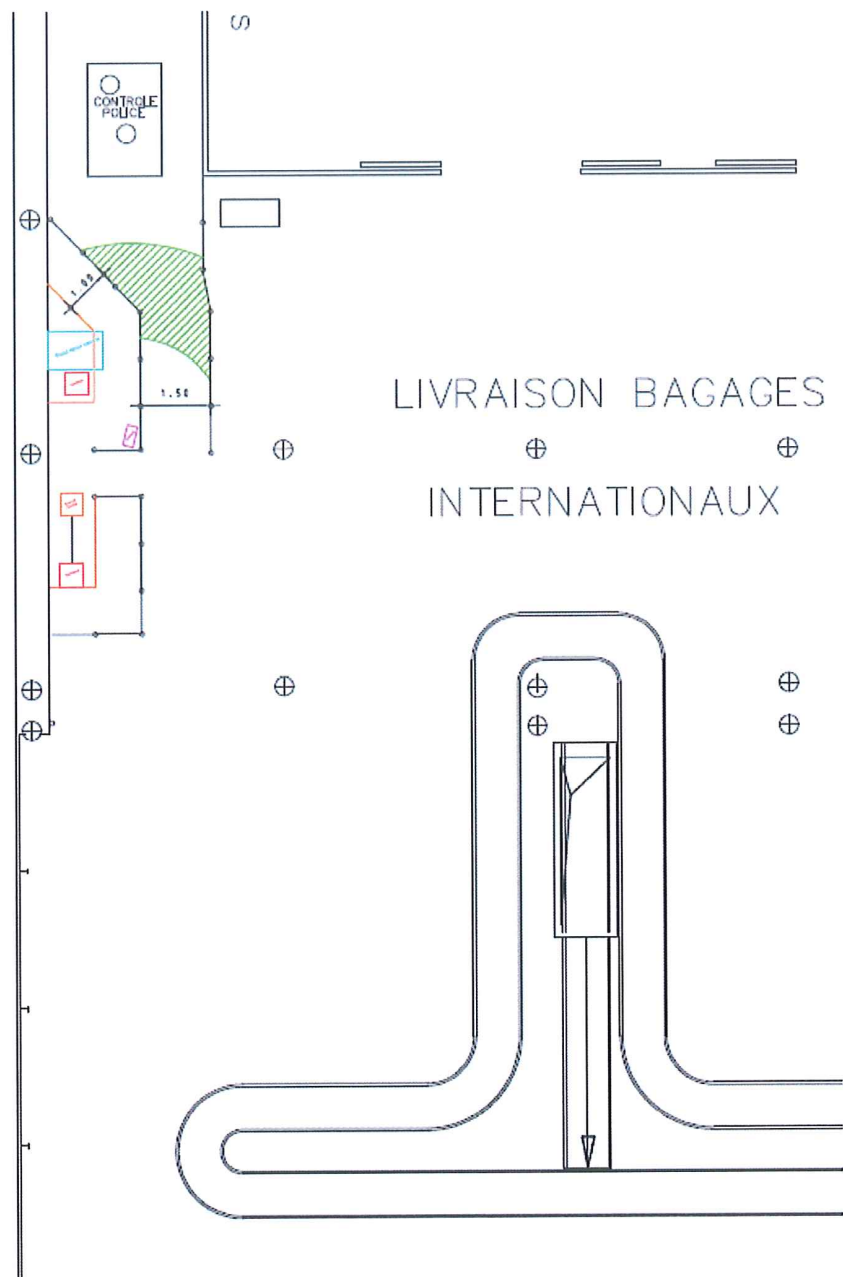 S
CONTROLE
POLICE
1.00
1.50
LIVRAISON BAGAGES
INTERNATIONAUX